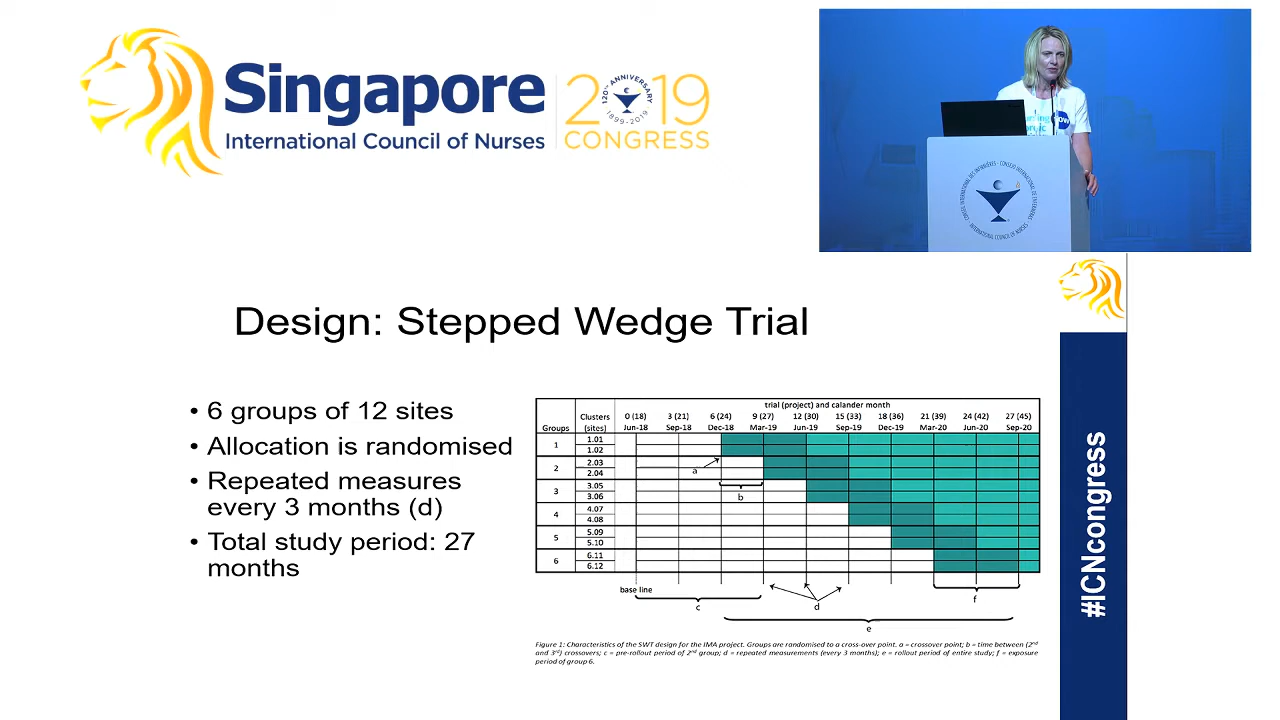 Singapore
International Council of Nurses
2019
CONGRESS
120TH ANNIVERSARY
1899-2019
Design: Stepped Wedge Trial
• 6 groups of 12 sites
• Allocation is randomised
• Repeated measures
every 3 months (d)
• Total study period: 27
months
trial (project) and calander month
Groups
Clusters
(sites)
0 (18) 3 (21) 6 (24) 9 (27) 12 (30) 15 (33) 18 (36) 21 (39) 24 (42) 27 (45)
Jun-18 Sep-18 Dec-18 Mar-19 Jun-19 Sep-19 Dec-19 Mar-20 Jun-20 Sep-20
1
1.01
1.02
2
2.03
2.04
3
3.05
3.06
4
4.07
4.08
5
5.09
5.10
6
6.11
6.12
a
b
base line
c
d
e
f
Figure 1: Characteristics of the SWT design for the IMA project. Groups are randomised to a cross-over point. a = crossover point; b = time between (2nd
and 3rd) crossovers; c = pre-rollout period of 2nd group; d = repeated measurements (every 3 months); e = rollout period of entire study; f = exposure
period of group 6.
#ICNcongress